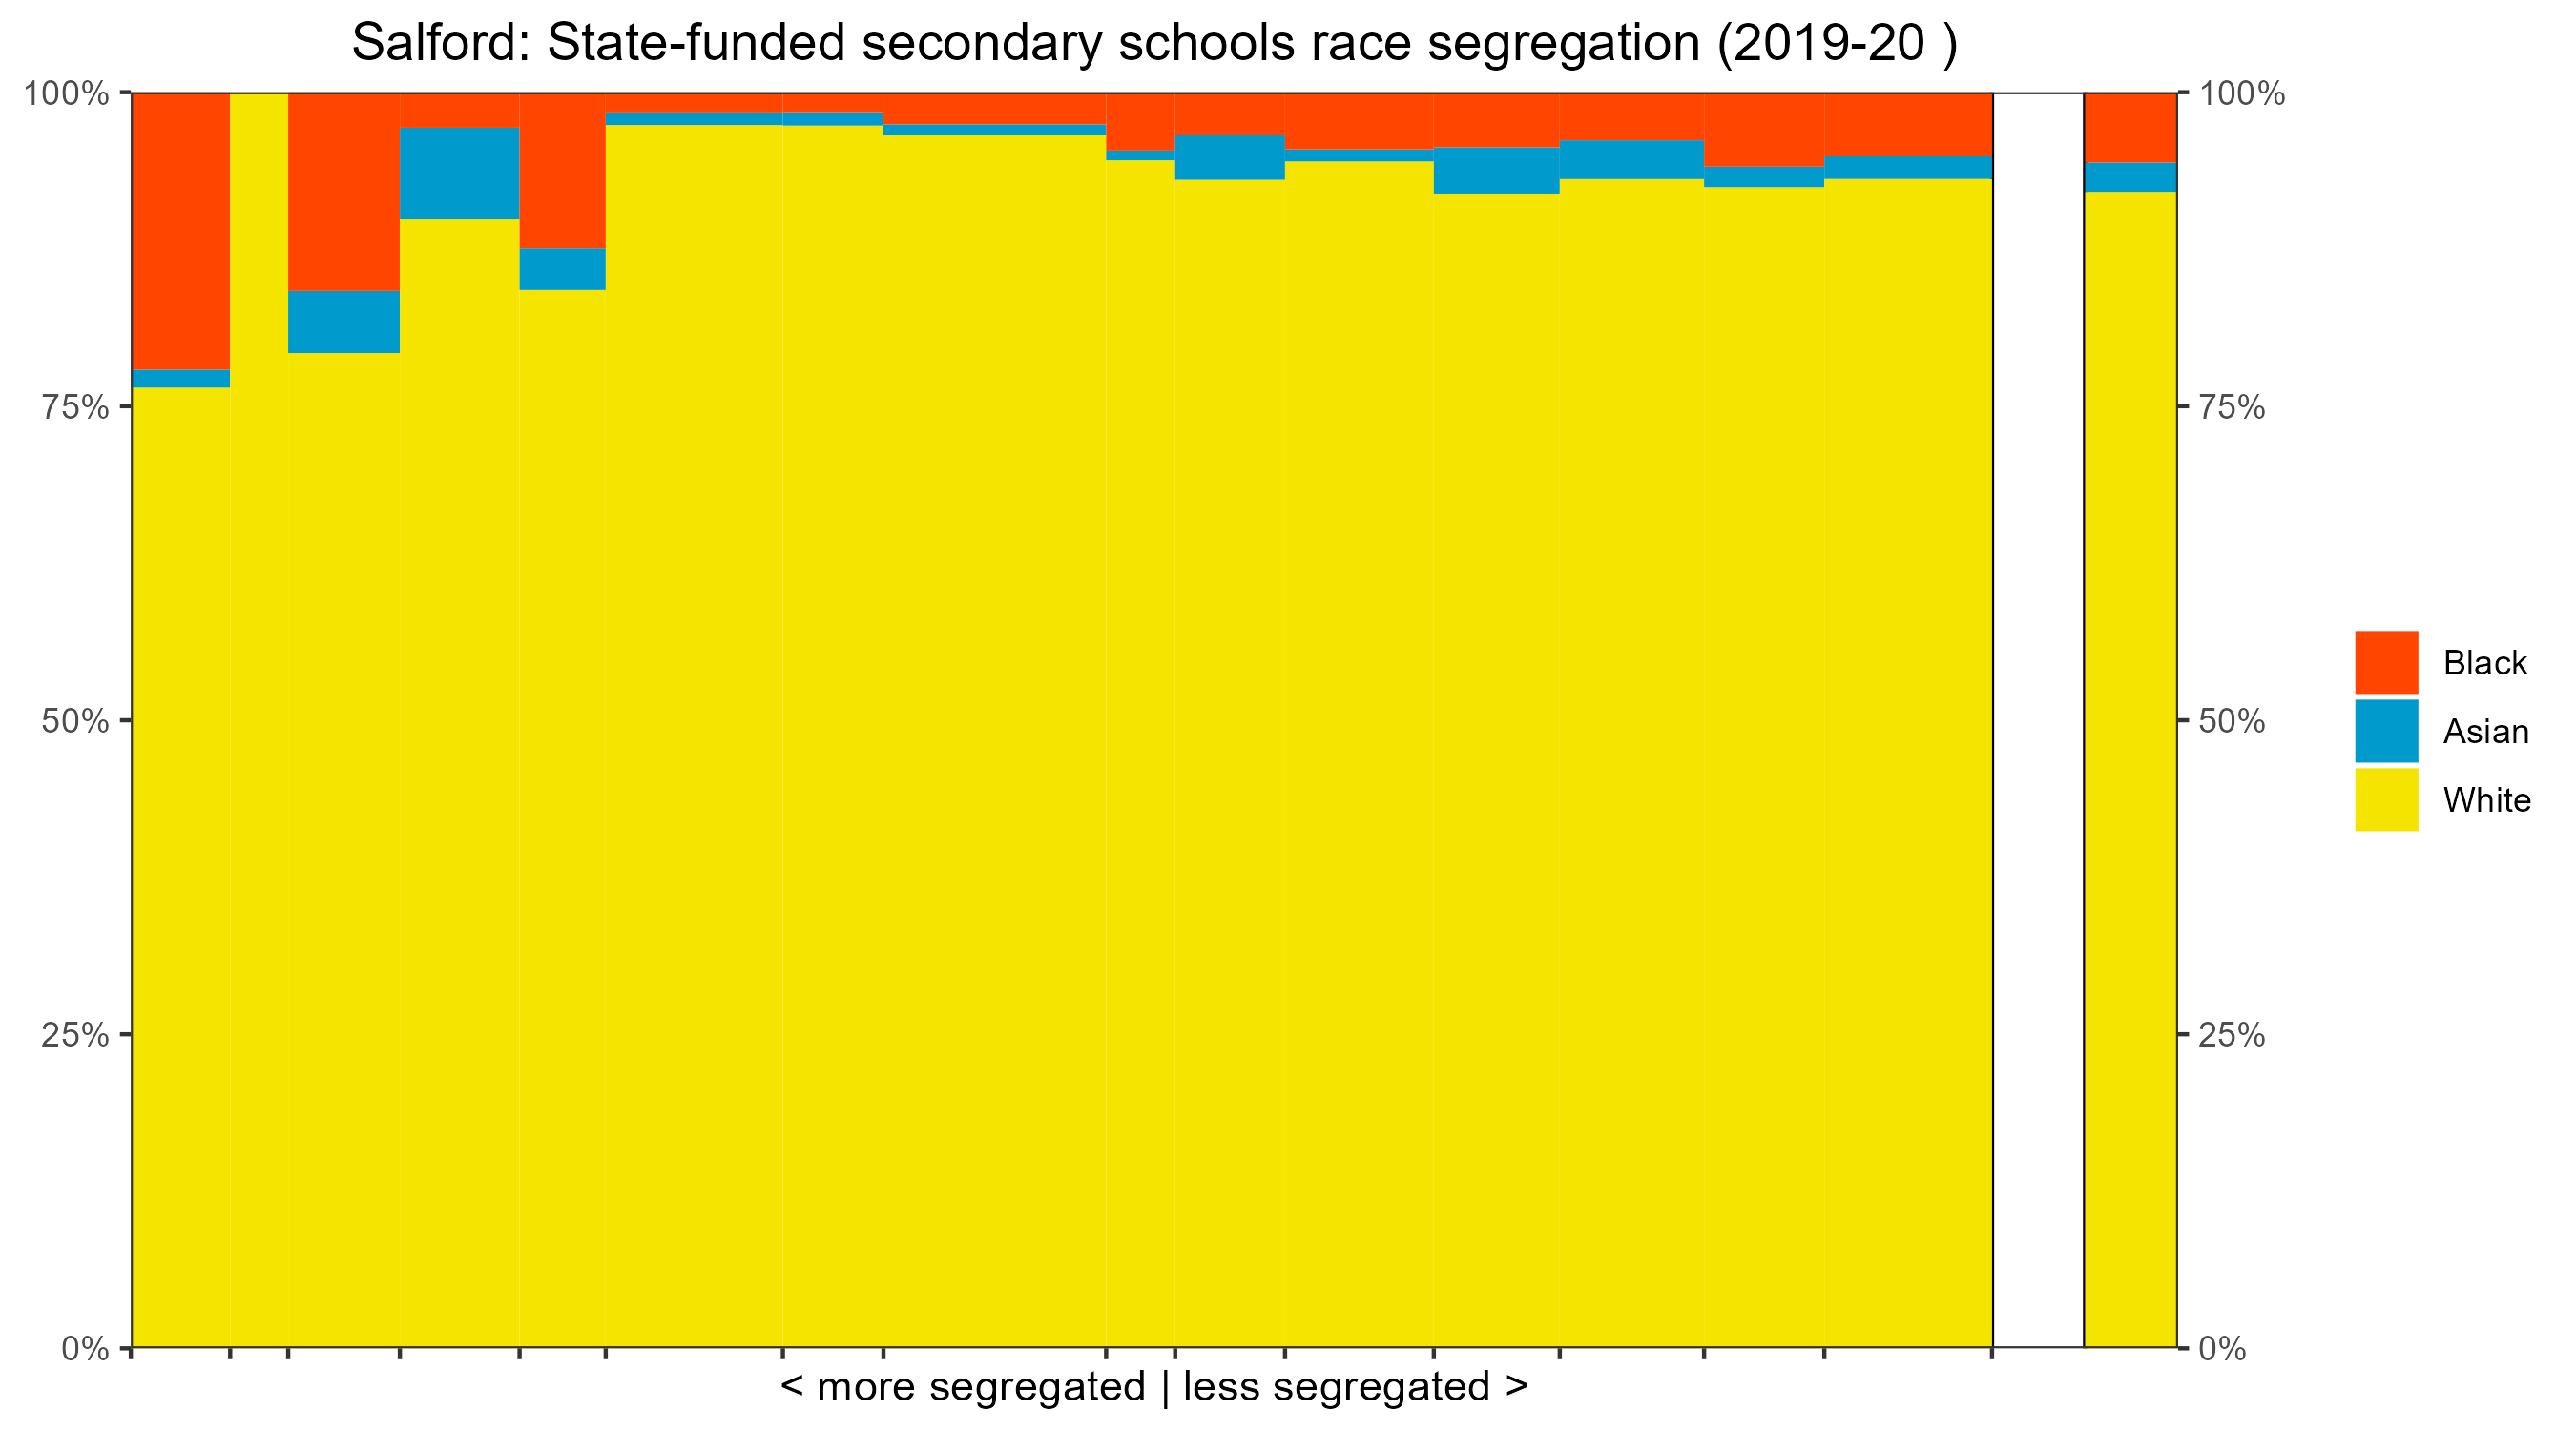 Salford: State-funded secondary schools race segregation (2019-20 )
100%
75%
50%
25%
0%
100%
75%
50%
25%
0%
Black
Asian
White
< more segregated | less segregated >